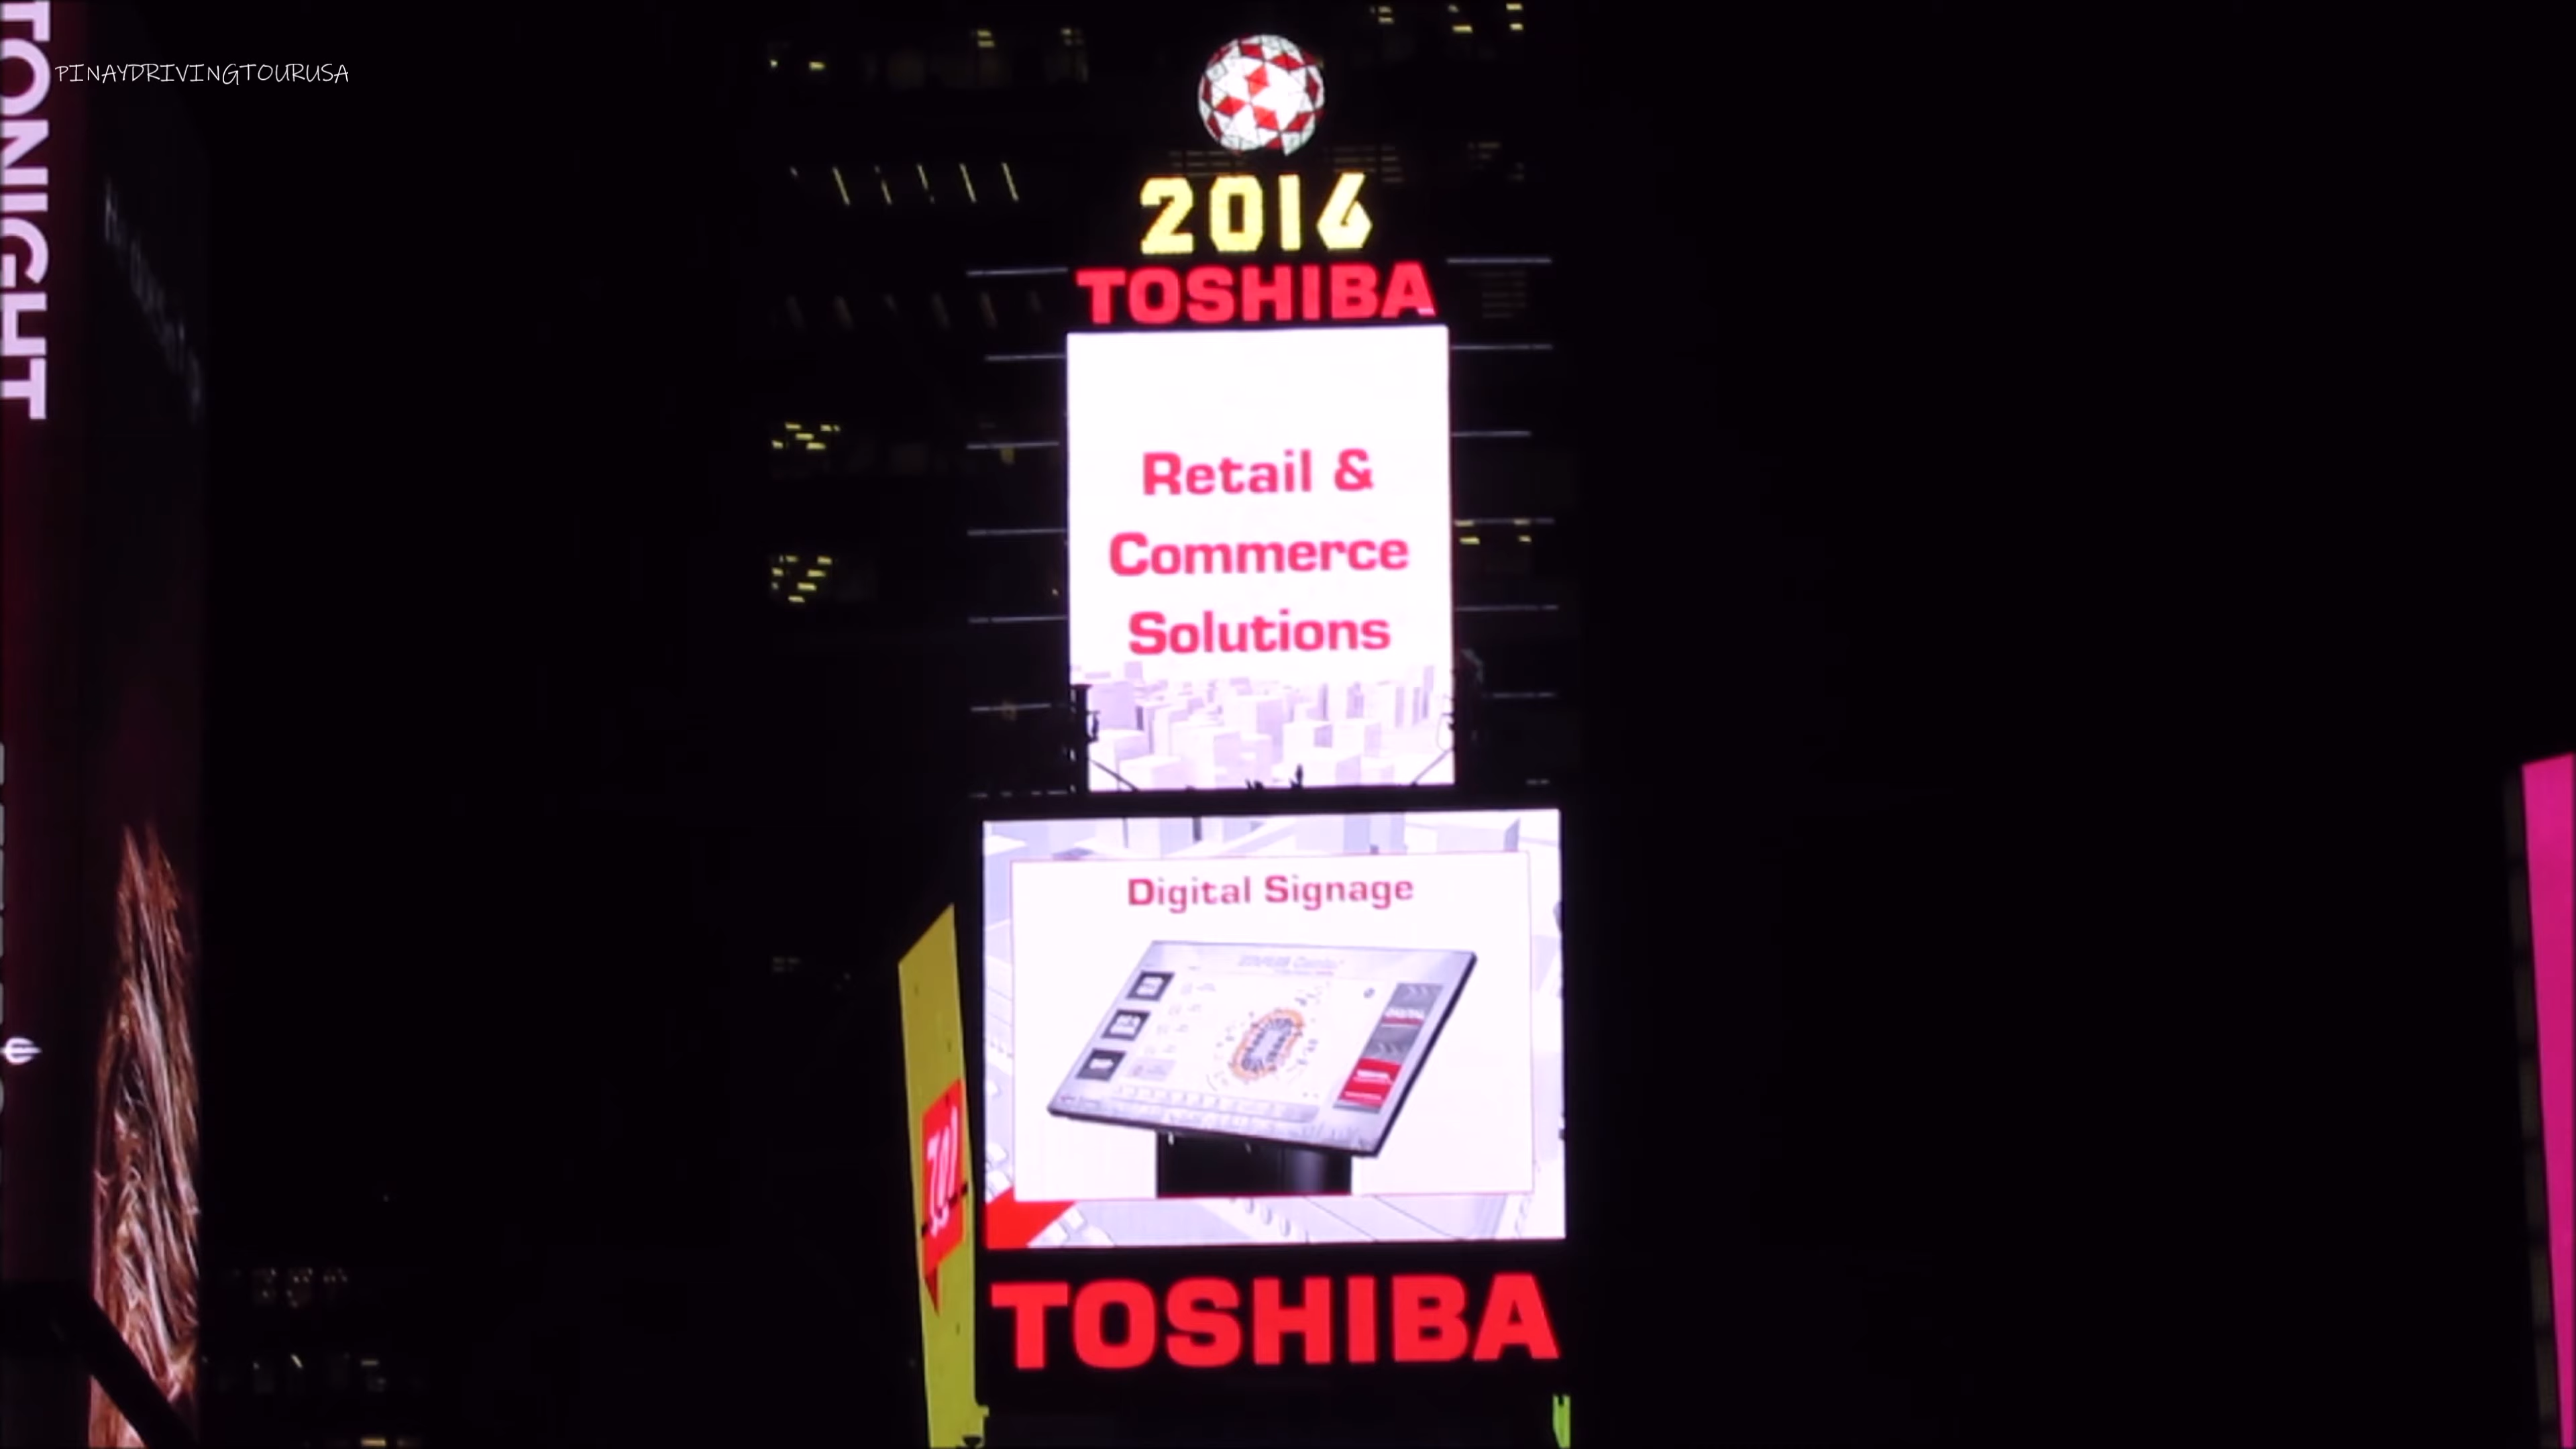 PINAYDRIVINGTOURUSA
TONIGHT
2016
TOSHIBA
Retail &
Commerce
Solutions
Digital Signage
TOSHIBA